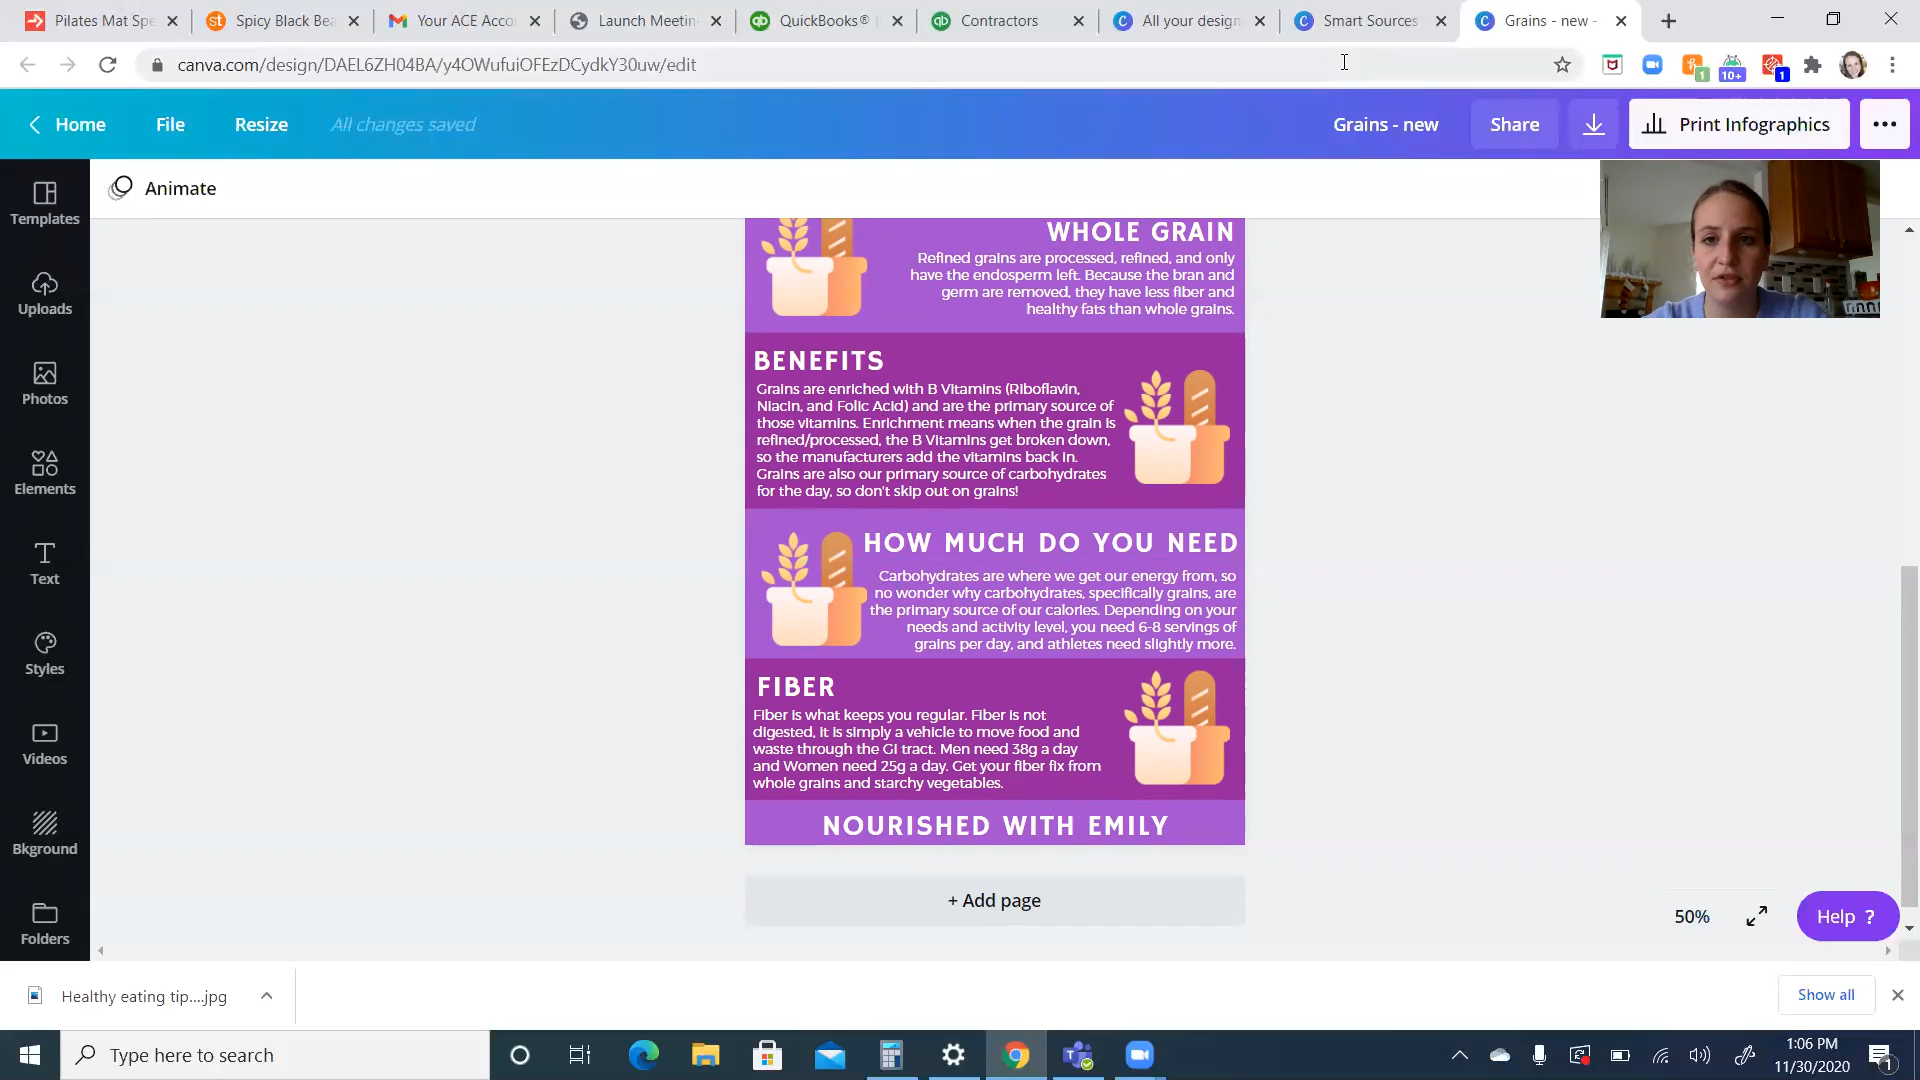 Pilates Mat Spe
Spicy Black Bea
Your ACE Acco
Launch Meetin
QuickBooks®
Contractors
All your design
Smart Sources
Grains - new -
canva.com/design/DAEL6ZH04BA/y4OWufuiOFEzDCydkY30uw/edit
1
10+
1
Home
File
Resize
All changes saved
Grains - new
Share
Print Infographics
Animate
Templates
Uploads
Photos
Elements
Text
Styles
Videos
Bkground
Folders
WHOLE GRAIN
Refined grains are processed, refined, and only
have the endosperm left. Because the bran and
germ are removed, they have less fiber and
healthy fats than whole grains.
BENEFITS
Grains are enriched with B Vitamins (Riboflavin,
Niacin, and Folic Acid) and are the primary source of
those vitamins. Enrichment means when the grain is
refined/processed, the B Vitamins get broken down,
so the manufacturers add the vitamins back in.
Grains are also our primary source of carbohydrates
for the day, so don't skip out on grains!
HOW MUCH DO YOU NEED
Carbohydrates are where we get our energy from, so
no wonder why carbohydrates, specifically grains, are
the primary source of our calories. Depending on your
needs and activity level, you need 6-8 servings of
grains per day, and athletes need slightly more.
FIBER
Fiber is what keeps you regular. Fiber is not
digested, it is simply a vehicle to move food and
waste through the GI tract. Men need 38g a day
and Women need 25g a day. Get your fiber fix from
whole grains and starchy vegetables.
NOURISHED WITH EMILY
+ Add page
50%
Help ?
Healthy eating tip....jpg
Show all
Type here to search
1:06 PM
11/30/2020
1